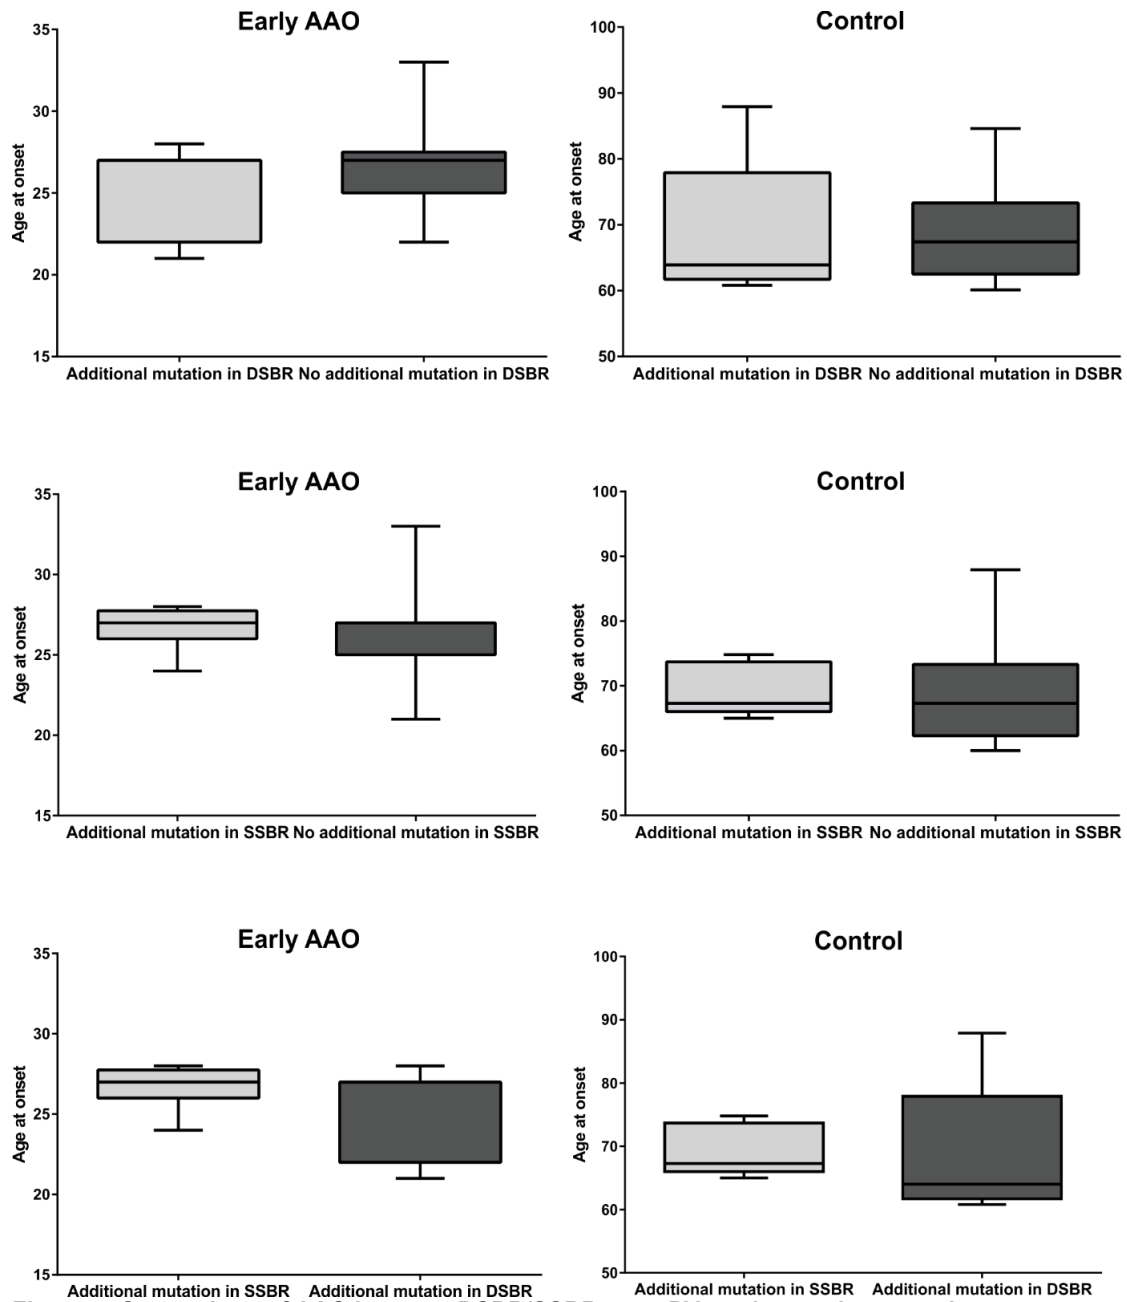 Early AAO
Control
35
30
25
20
15
Age at onset
Additional mutation in DSBR No additional mutation in DSBR
100
90
80
70
60
50
Age at onset
Additional mutation in DSBR No additional mutation in DSBR
Early AAO
Control
35
30
25
20
15
Age at onset
Additional mutation in SSBR No additional mutation in SSBR
100
90
80
70
60
50
Age at onset
Additional mutation in SSBR No additional mutation in SSBR
Early AAO
Control
35
30
25
20
15
Age at onset
Additional mutation in SSBR Additional mutation in DSBR
100
90
80
70
60
50
Age at onset
Additional mutation in SSBR Additional mutation in DSBR